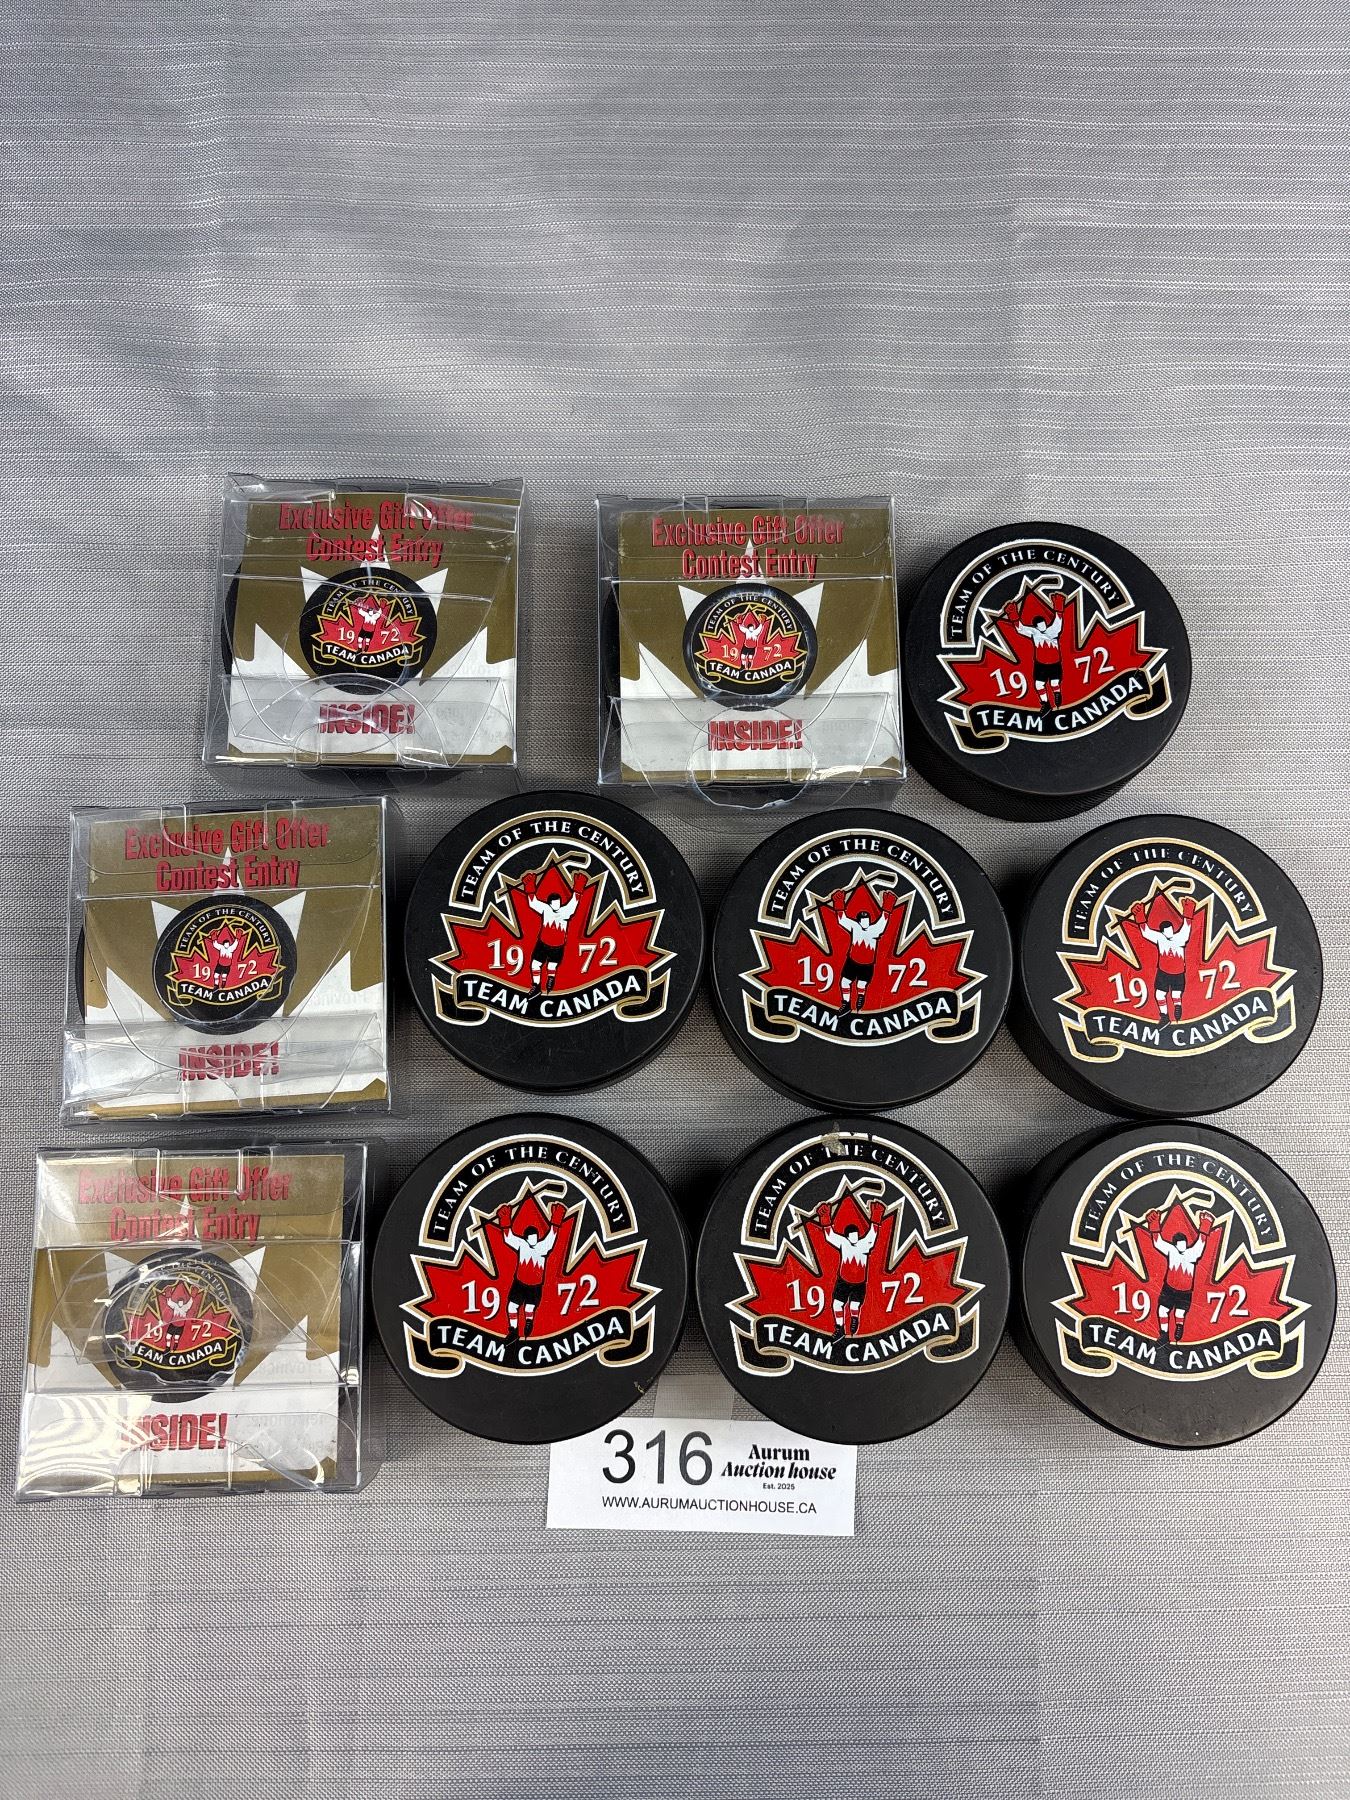 Exclusive Gift Offer
Contest Entry
TEAM OF THE CENTURY
19 72
TEAM CANADA
INSIDE!
Exclusive Gift Offer
Contest Entry
TEAM OF THE CENTURY
19 72
TEAM CANADA
INSIDE!
TEAM OF THE CENTURY
19 72
TEAM CANADA
Exclusive Gift Offer
Contest Entry
TEAM OF THE CENTURY
19 72
TEAM CANADA
INSIDE!
TEAM OF THE CENTURY
19 72
TEAM CANADA
TEAM OF THE CENTURY
19 72
TEAM CANADA
TEAM OF THE CENTURY
19 72
TEAM CANADA
Exclusive Gift Offer
Contest Entry
TEAM OF THE CENTURY
19 72
TEAM CANADA
INSIDE!
TEAM OF THE CENTURY
19 72
TEAM CANADA
TEAM OF THE CENTURY
19 72
TEAM CANADA
TEAM OF THE CENTURY
19 72
TEAM CANADA
316
Aurum
Auction house
Est. 2025
WWW.AURUMAUCTIONHOUSE.CA